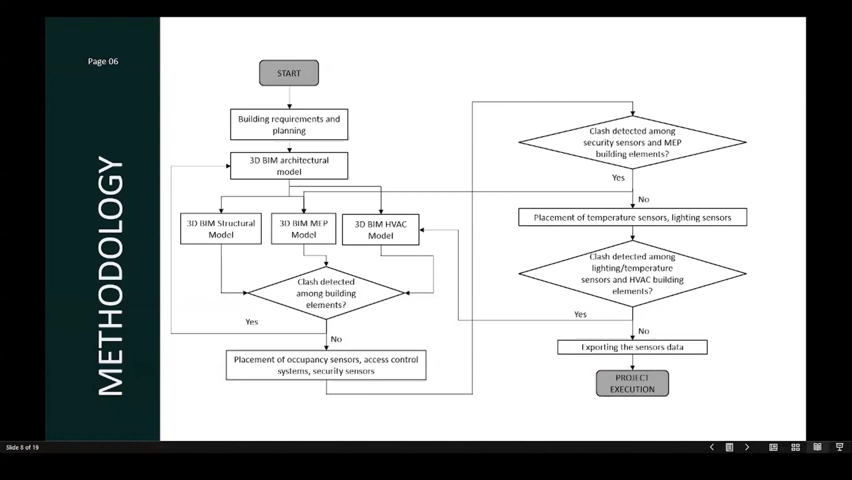 Page 06
METHODOLOGY
START
Building requirements and
planning
3D BIM architectural
model
3D BIM Structural
Model
3D BIM MEP
Model
3D BIM HVAC
Model
Clash detected
among building
elements?
Yes
No
Placement of occupancy sensors, access control
systems, security sensors
Clash detected among
security sensors and MEP
building elements?
Yes
No
Placement of temperature sensors, lighting sensors
Clash detected among
lighting/temperature
sensors and HVAC building
elements?
Yes
No
Exporting the sensors data
PROJECT
EXECUTION
Slide 8 of 19